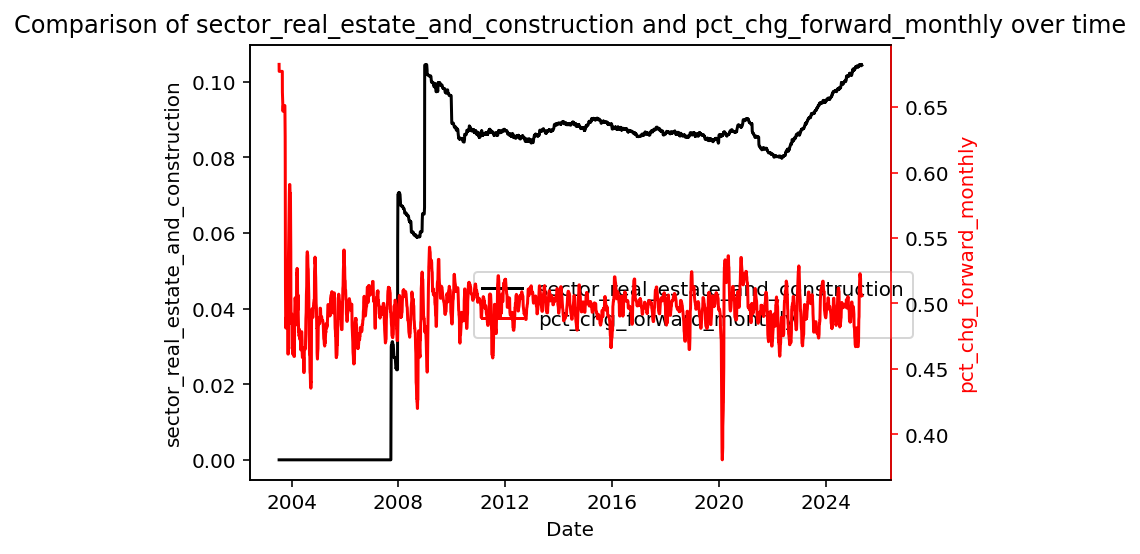 Comparison of sector_real_estate_and_construction and pct_chg_forward_monthly over time
sector_real_estate_and_construction
0.10
0.08
0.06
0.04
0.02
0.00
sector_real_estate_and_construction
pct_chg_forward_monthly
0.65
0.60
0.55
0.50
0.45
0.40
pct_chg_forward_monthly
2004 2008 2012 2016 2020 2024
Date